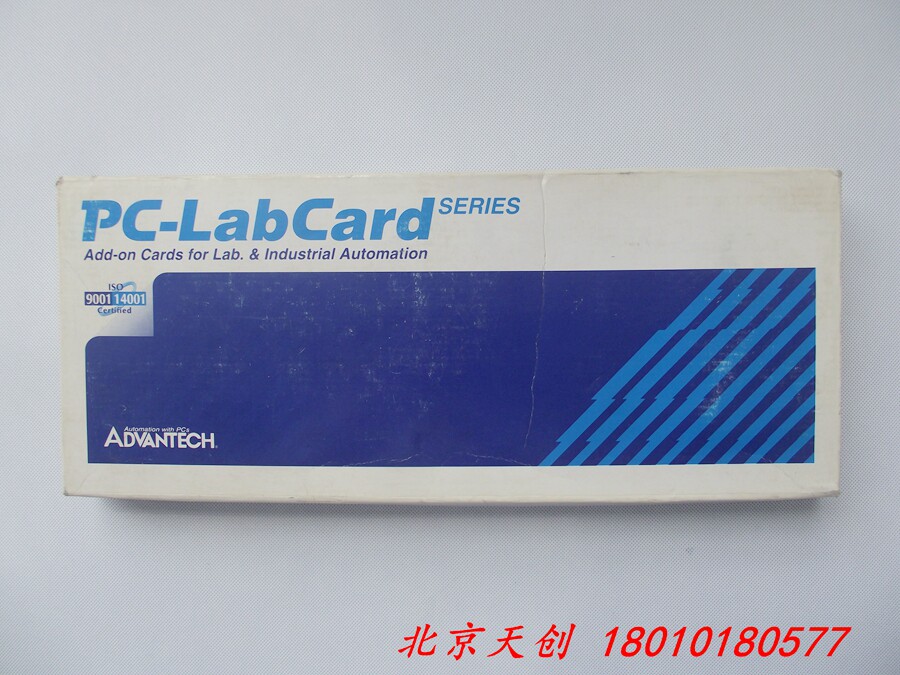 PC-LabCard SERIES
Add-on Cards for Lab. & Industrial Automation
ISO
9001 14001
Certified
Automation with PCs
ADVANTECH
北京天创 18010180577